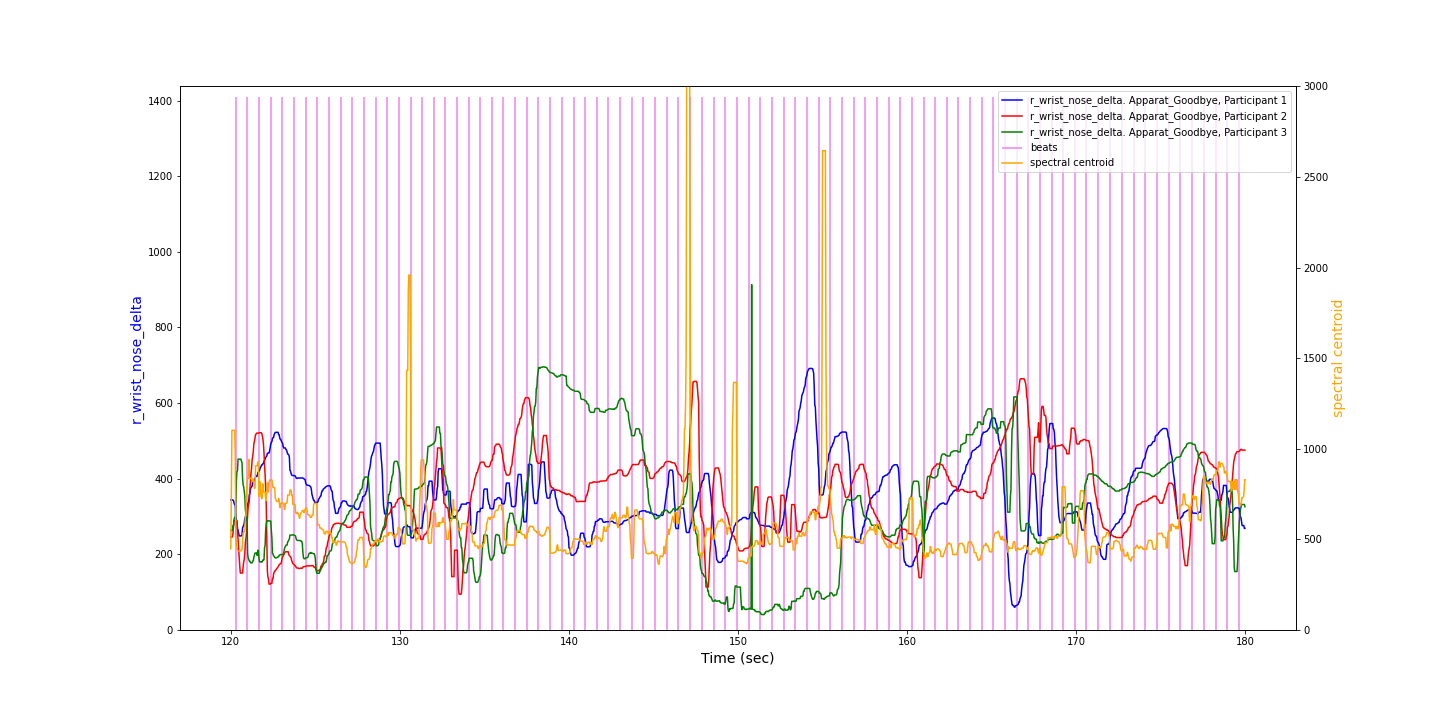 r_wrist_nose_delta
1400
1200
1000
800
600
400
200
0
120
130
140
150
160
170
180
Time (sec)
r_wrist_nose_delta. Apparat_Goodbye, Participant 1
r_wrist_nose_delta. Apparat_Goodbye, Participant 2
r_wrist_nose_delta. Apparat_Goodbye, Participant 3
beats
spectral centroid
3000
2500
2000
1500
1000
500
0
spectral centroid